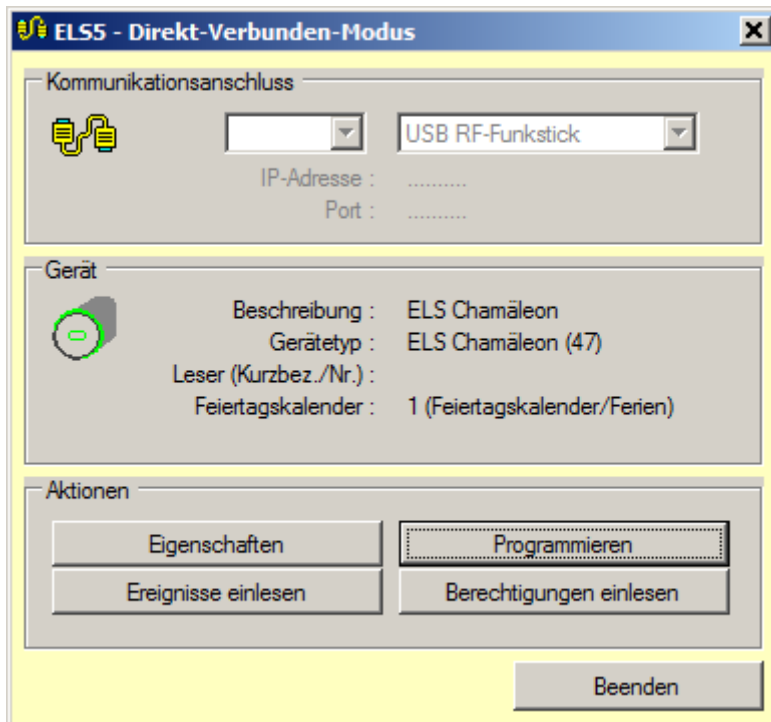 ELS5 - Direkt-Verbunden-Modus
Kommunikationsanschluss
USB RF-Funkstick
IP-Adresse : ..........
Port : ..........
Gerät
Beschreibung : ELS Chamäleon
Gerätetyp : ELS Chamäleon (47)
Leser (Kurzbez./Nr.) :
Feiertagskalender : 1 (Feiertagskalender/Ferien)
Aktionen
Eigenschaften Programmieren
Ereignisse einlesen Berechtigungen einlesen
Beenden